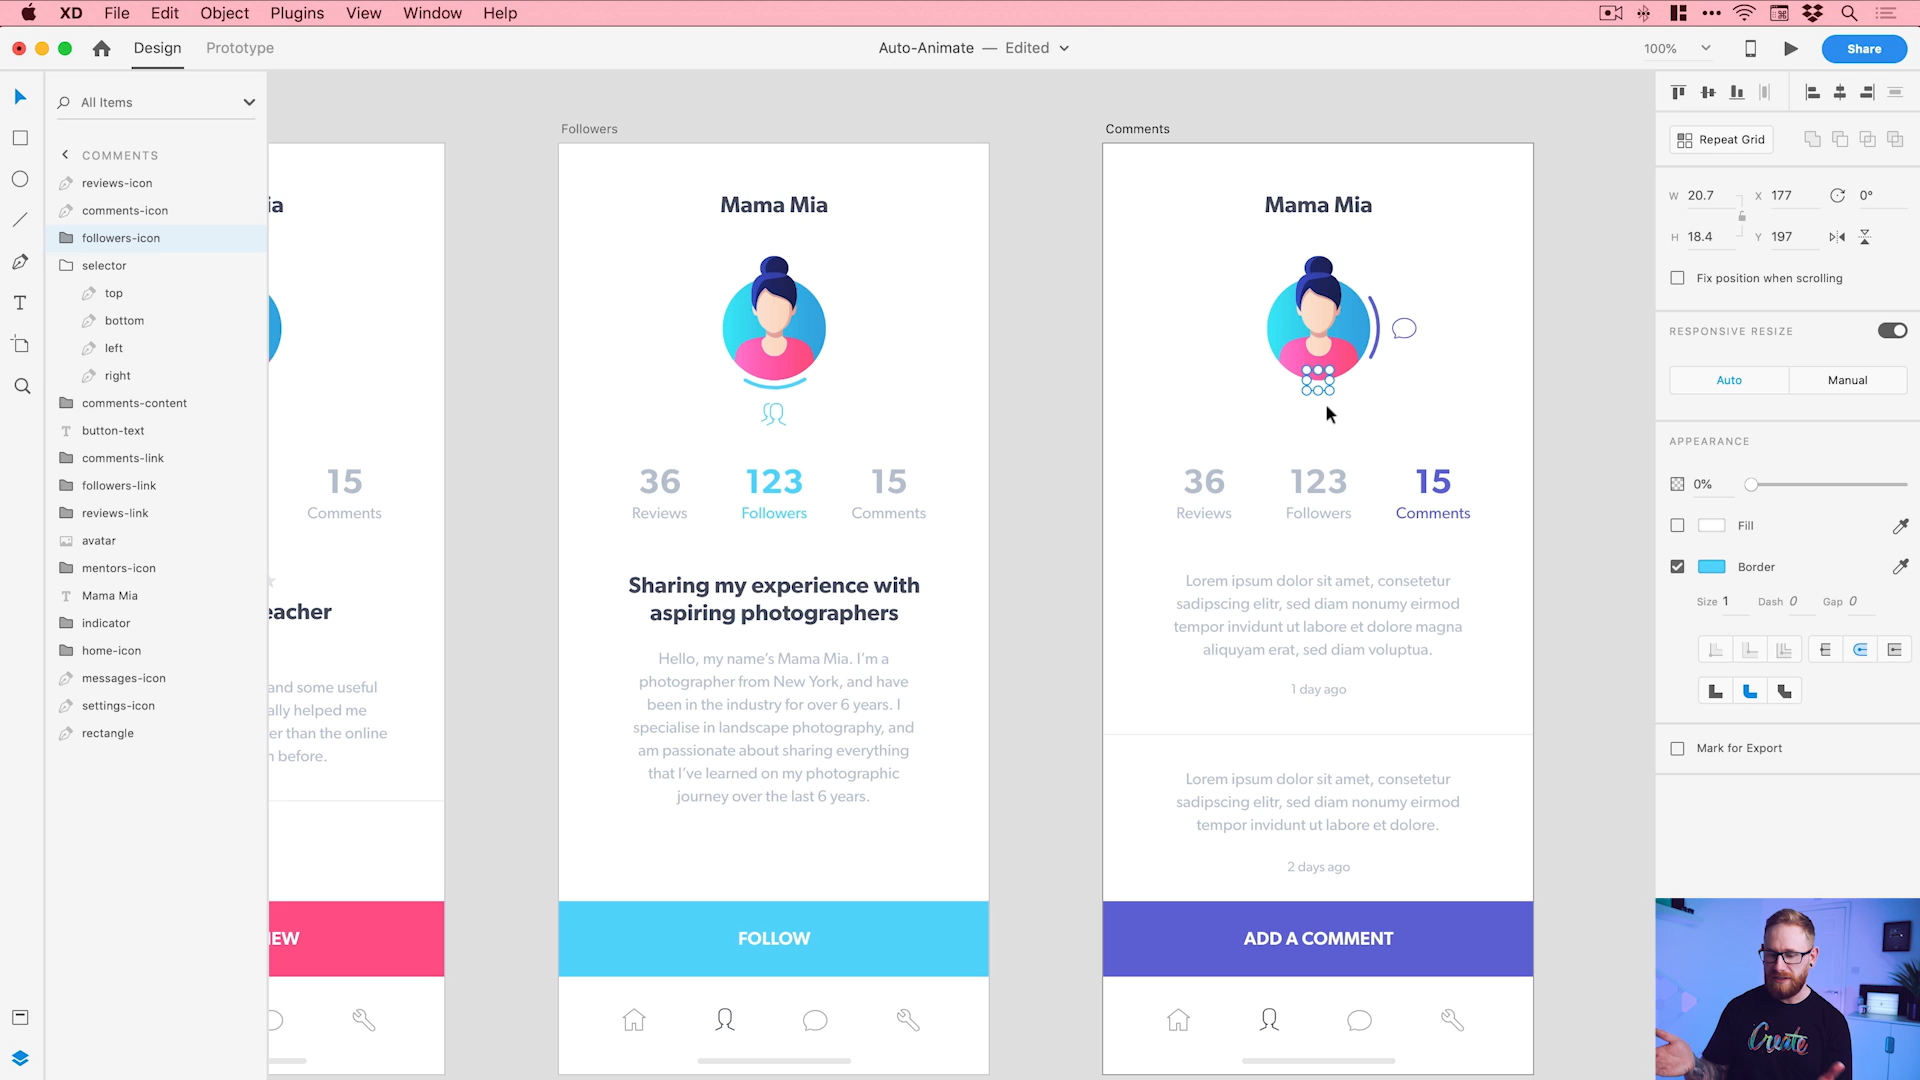 XD File Edit Object Plugins View Window Help
Design Prototype
Auto-Animate — Edited
100%
Share
All Items
COMMENTS
reviews-icon
comments-icon
followers-icon
selector
top
bottom
left
right
comments-content
button-text
comments-link
followers-link
reviews-link
avatar
mentors-icon
Mama Mia
indicator
home-icon
messages-icon
settings-icon
rectangle
ia
15
Comments
eacher
and some useful
ally helped me
er than the online
n before.
IEW
Followers
Mama Mia
36 123 15
Reviews Followers Comments
Sharing my experience with
aspiring photographers
Hello, my name's Mama Mia. I'm a
photographer from New York, and have
been in the industry for over 6 years. I
specialise in landscape photography, and
am passionate about sharing everything
that I've learned on my photographic
journey over the last 6 years.
FOLLOW
Comments
Mama Mia
36 123 15
Reviews Followers Comments
Lorem ipsum dolor sit amet, consetetur
sadipscing elitr, sed diam nonumy eirmod
tempor invidunt ut labore et dolore magna
aliquyam erat, sed diam voluptua.
1 day ago
Lorem ipsum dolor sit amet, consetetur
sadipscing elitr, sed diam nonumy eirmod
tempor invidunt ut labore et dolore.
2 days ago
ADD A COMMENT
Repeat Grid
W 20.7 X 177 0°
H 18.4 Y 197
Fix position when scrolling
RESPONSIVE RESIZE
Auto Manual
APPEARANCE
0%
Fill
Border
Size 1 Dash 0 Gap 0
Mark for Export
Create